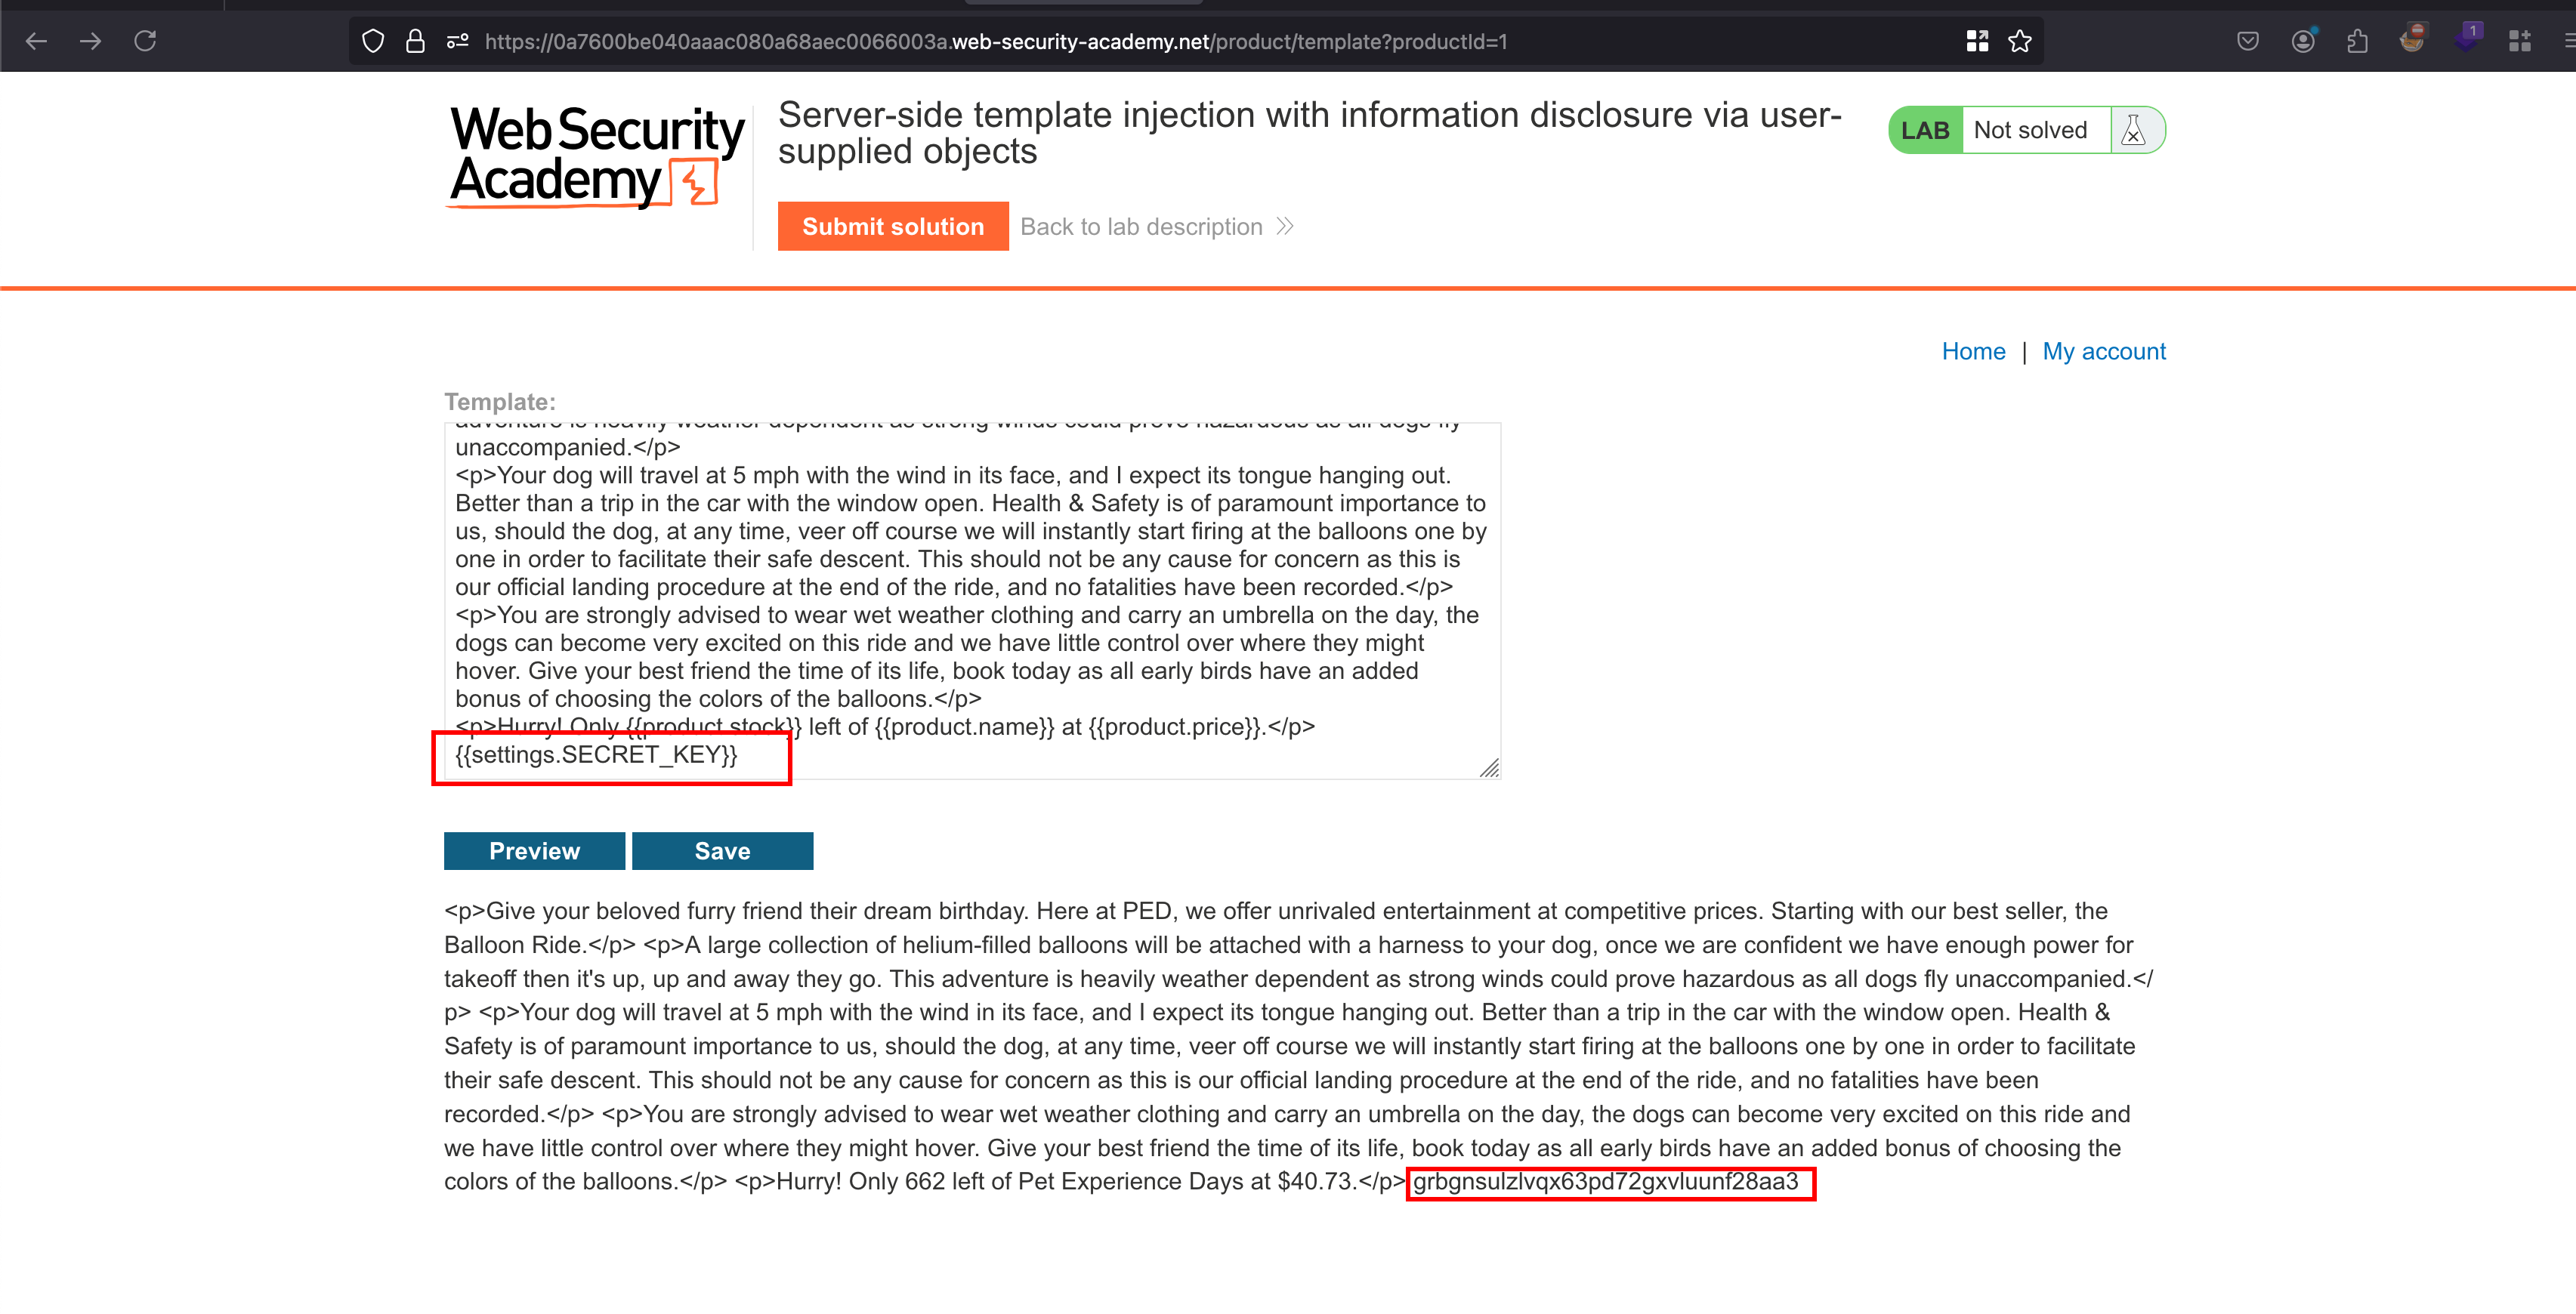 1
https://0a7600be040aaac080a68aec0066003a.web-security-academy.net/product/template?productId=1
Web Security
Academy
Server-side template injection with information disclosure via user-
supplied objects
LAB Not solved
Submit solution Back to lab description
Home | My account
Template:
adventure is heavily weather dependent as strong winds could prove hazardous as all dogs fly
unaccompanied.</p>
<p>Your dog will travel at 5 mph with the wind in its face, and I expect its tongue hanging out.
Better than a trip in the car with the window open. Health & Safety is of paramount importance to
us, should the dog, at any time, veer off course we will instantly start firing at the balloons one by
one in order to facilitate their safe descent. This should not be any cause for concern as this is
our official landing procedure at the end of the ride, and no fatalities have been recorded.</p>
<p>You are strongly advised to wear wet weather clothing and carry an umbrella on the day, the
dogs can become very excited on this ride and we have little control over where they might
hover. Give your best friend the time of its life, book today as all early birds have an added
bonus of choosing the colors of the balloons.</p>
<p>Hurry! Only {{product.stock}} left of {{product.name}} at {{product.price}}.</p>
{{settings.SECRET_KEY}}
Preview Save
<p>Give your beloved furry friend their dream birthday. Here at PED, we offer unrivaled entertainment at competitive prices. Starting with our best seller, the
Balloon Ride.</p> <p>A large collection of helium-filled balloons will be attached with a harness to your dog, once we are confident we have enough power for
takeoff then it's up, up and away they go. This adventure is heavily weather dependent as strong winds could prove hazardous as all dogs fly unaccompanied.</
p> <p>Your dog will travel at 5 mph with the wind in its face, and I expect its tongue hanging out. Better than a trip in the car with the window open. Health &
Safety is of paramount importance to us, should the dog, at any time, veer off course we will instantly start firing at the balloons one by one in order to facilitate
their safe descent. This should not be any cause for concern as this is our official landing procedure at the end of the ride, and no fatalities have been
recorded.</p> <p>You are strongly advised to wear wet weather clothing and carry an umbrella on the day, the dogs can become very excited on this ride and
we have little control over where they might hover. Give your best friend the time of its life, book today as all early birds have an added bonus of choosing the
colors of the balloons.</p> <p>Hurry! Only 662 left of Pet Experience Days at $40.73.</p> grbgnsulzlvqx63pd72gxvluunf28aa3